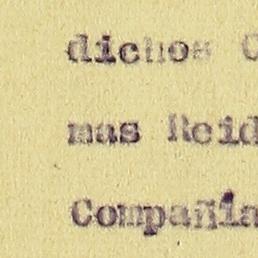 dichos C
mas Reid
Compañía